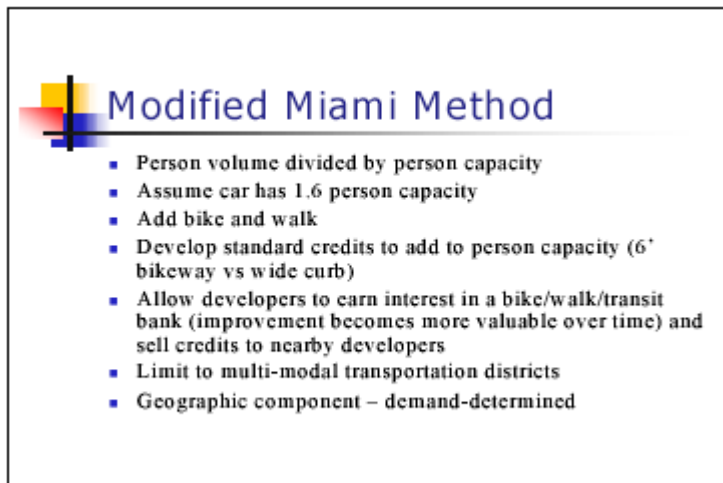 Modified Miami Method
Person volume divided by person capacity
Assume car has 1.6 person capacity
Add bike and walk
Develop standard credits to add to person capacity (6'
bikeway vs wide curb)
Allow developers to earn interest in a bike/walk/transit
bank (improvement becomes more valuable over time) and
sell credits to nearby developers
Limit to multi-modal transportation districts
Geographic component – demand-determined